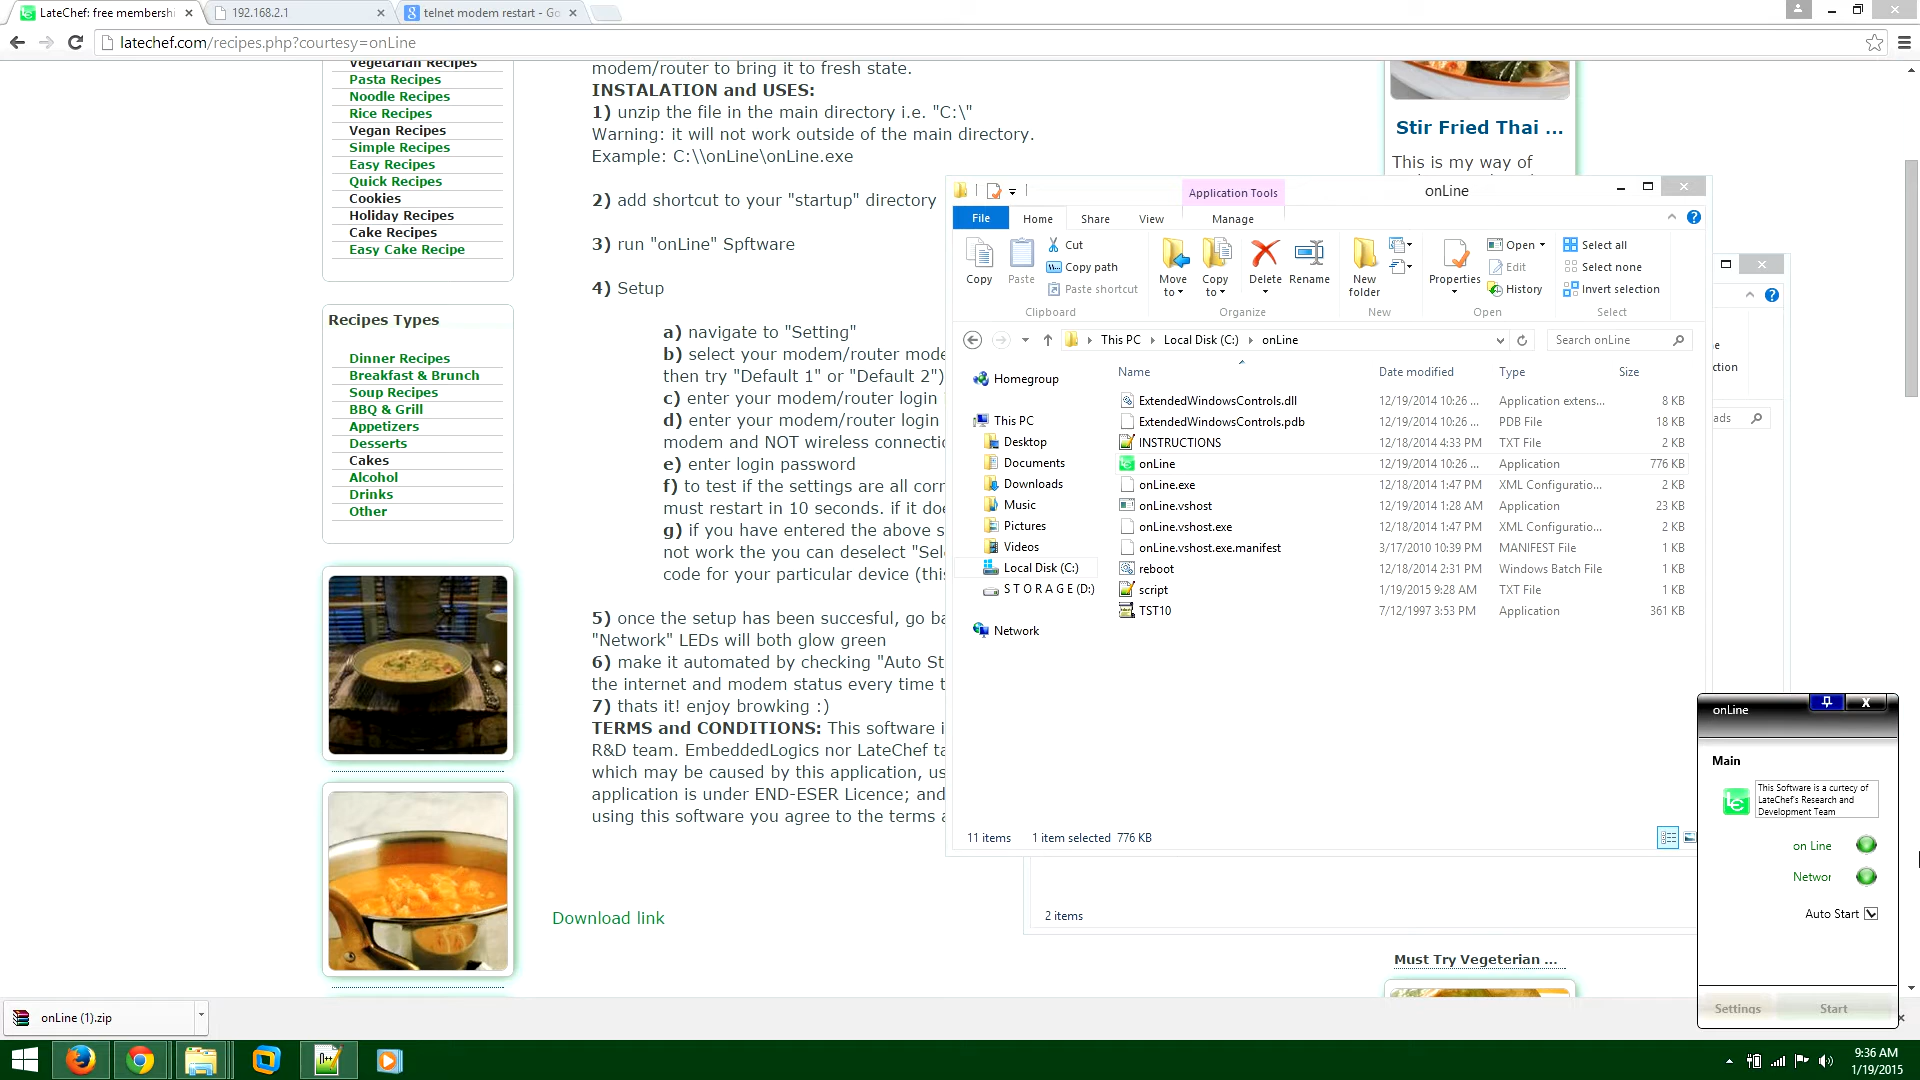 LateChef: free membershi
192.168.2.1
telnet modem restart - Go
latechef.com/recipes.php?courtesy=onLine
Vegetarian Recipes
Pasta Recipes
Noodle Recipes
Rice Recipes
Vegan Recipes
Simple Recipes
Easy Recipes
Quick Recipes
Cookies
Holiday Recipes
Cake Recipes
Easy Cake Recipe
Recipes Types
Dinner Recipes
Breakfast & Brunch
Soup Recipes
BBQ & Grill
Appetizers
Desserts
Cakes
Alcohol
Drinks
Other
modem/router to bring it to fresh state.
INSTALATION and USES:
1) unzip the file in the main directory i.e. "C:\"
Warning: it will not work outside of the main directory.
Example: C:\\onLine\onLine.exe
2) add shortcut to your "startup" directory
3) run "onLine" Spftware
4) Setup
a) navigate to "Setting"
b) select your modem/router mode
then try "Default 1" or "Default 2")
c) enter your modem/router login
d) enter your modem/router login
modem and NOT wireless connectio
e) enter login password
f) to test if the settings are all corr
must restart in 10 seconds. if it doe
g) if you have entered the above s
not work the you can deselect "Sel
code for your particular device (this
5) once the setup has been succesful, go ba
"Network" LEDs will both glow green
6) make it automated by checking "Auto St
the internet and modem status every time t
7) thats it! enjoy browking :)
TERMS and CONDITIONS: This software i
R&D team. EmbeddedLogics nor LateChef ta
which may be caused by this application, us
application is under END-ESER Licence; and
using this software you agree to the terms a
Download link
Stir Fried Thai ...
This is my way of
Must Try Vegeterian ...
Application Tools
onLine
File
Home
Share
View
Manage
Copy
Paste
Cut
Copy path
Paste shortcut
Clipboard
Move to
Copy to
Delete
Rename
Organize
New folder
New
Properties
Open
Edit
History
Open
Select all
Select none
Invert selection
Select
This PC
Local Disk (C:)
onLine
Search onLine
Homegroup
This PC
Desktop
Documents
Downloads
Music
Pictures
Videos
Local Disk (C:)
S T O R A G E (D:)
Network
Name Date modified Type Size
ExtendedWindowsControls.dll 12/19/2014 10:26 ... Application extens... 8 KB
ExtendedWindowsControls.pdb 12/19/2014 10:26 ... PDB File 18 KB
INSTRUCTIONS 12/18/2014 4:33 PM TXT File 2 KB
onLine 12/19/2014 10:26 ... Application 776 KB
onLine.exe 12/18/2014 1:47 PM XML Configuratio... 2 KB
onLine.vshost 12/19/2014 1:28 AM Application 23 KB
onLine.vshost.exe 12/18/2014 1:47 PM XML Configuratio... 2 KB
onLine.vshost.exe.manifest 3/17/2010 10:39 PM MANIFEST File 1 KB
reboot 12/18/2014 2:31 PM Windows Batch File 1 KB
script 1/19/2015 9:28 AM TXT File 1 KB
TST10 7/12/1997 3:53 PM Application 361 KB
11 items 1 item selected 776 KB
2 items
ne
ction
ads
onLine
X
Main
This Software is a curtecy of
LateChef's Research and
Development Team
on Line
Networ
Auto Start
Settings
Start
onLine (1).zip
9:36 AM
1/19/2015